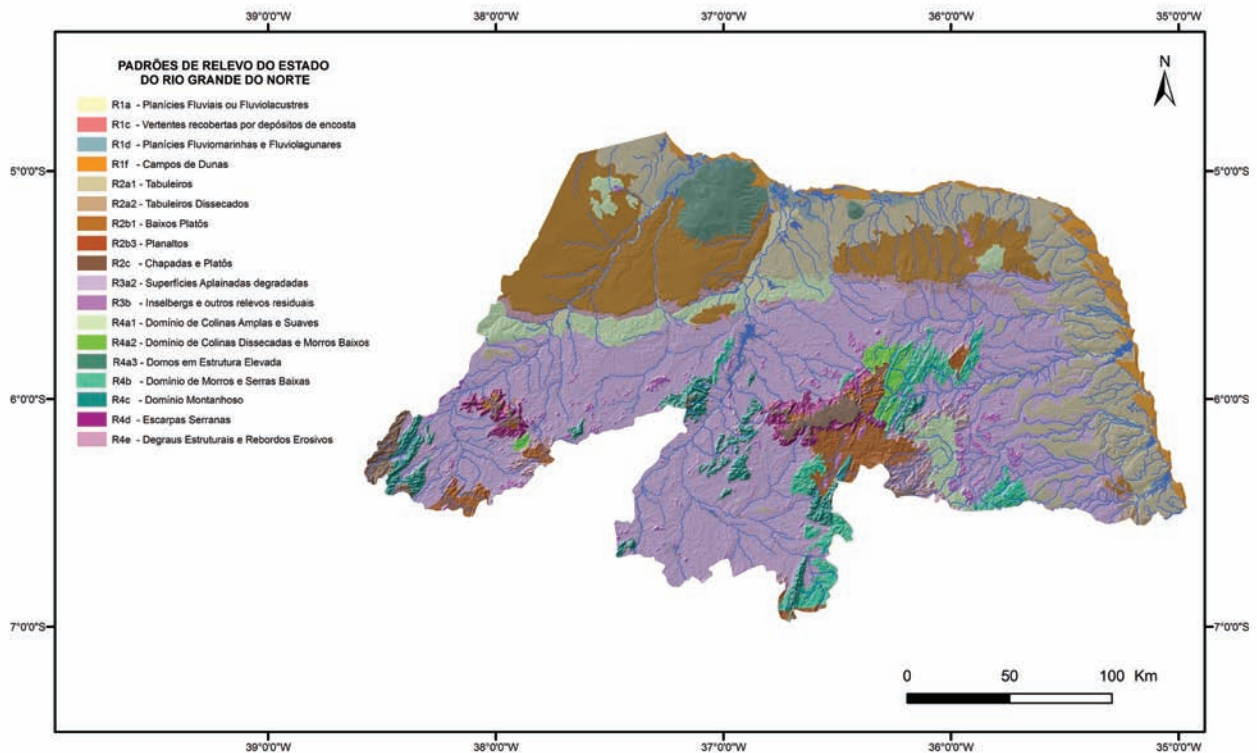 39°0'0"W 38°0'0"W 37°0'0"W 36°0'0"W 35°0'0"W
PADRÕES DE RELEVO DO ESTADO
DO RIO GRANDE DO NORTE
R1a - Planícies Fluviais ou Fluviolacustres
R1c - Vertentes recobertas por depósitos de encosta
R1d - Planícies Fluviomarinhas e Fluviolagunares
R1f - Campos de Dunas
R2a1 - Tabuleiros
R2a2 - Tabuleiros Dissecados
R2b1 - Baixos Platôs
R2b3 - Planaltos
R2c - Chapadas e Platôs
R3a2 - Superfícies Aplainadas degradadas
R3b - Inselbergs e outros relevos residuais
R4a1 - Domínio de Colinas Amplas e Suaves
R4a2 - Domínio de Colinas Dissecadas e Morros Baixos
R4a3 - Domos em Estrutura Elevada
R4b - Domínio de Morros e Serras Baixas
R4c - Domínio Montanhoso
R4d - Escarpas Serranas
R4e - Degraus Estruturais e Rebordos Erosivos
N
5°0'0"S 5°0'0"S
6°0'0"S 6°0'0"S
7°0'0"S 7°0'0"S
0 50 100 Km
39°0'0"W 38°0'0"W 37°0'0"W 36°0'0"W 35°0'0"W